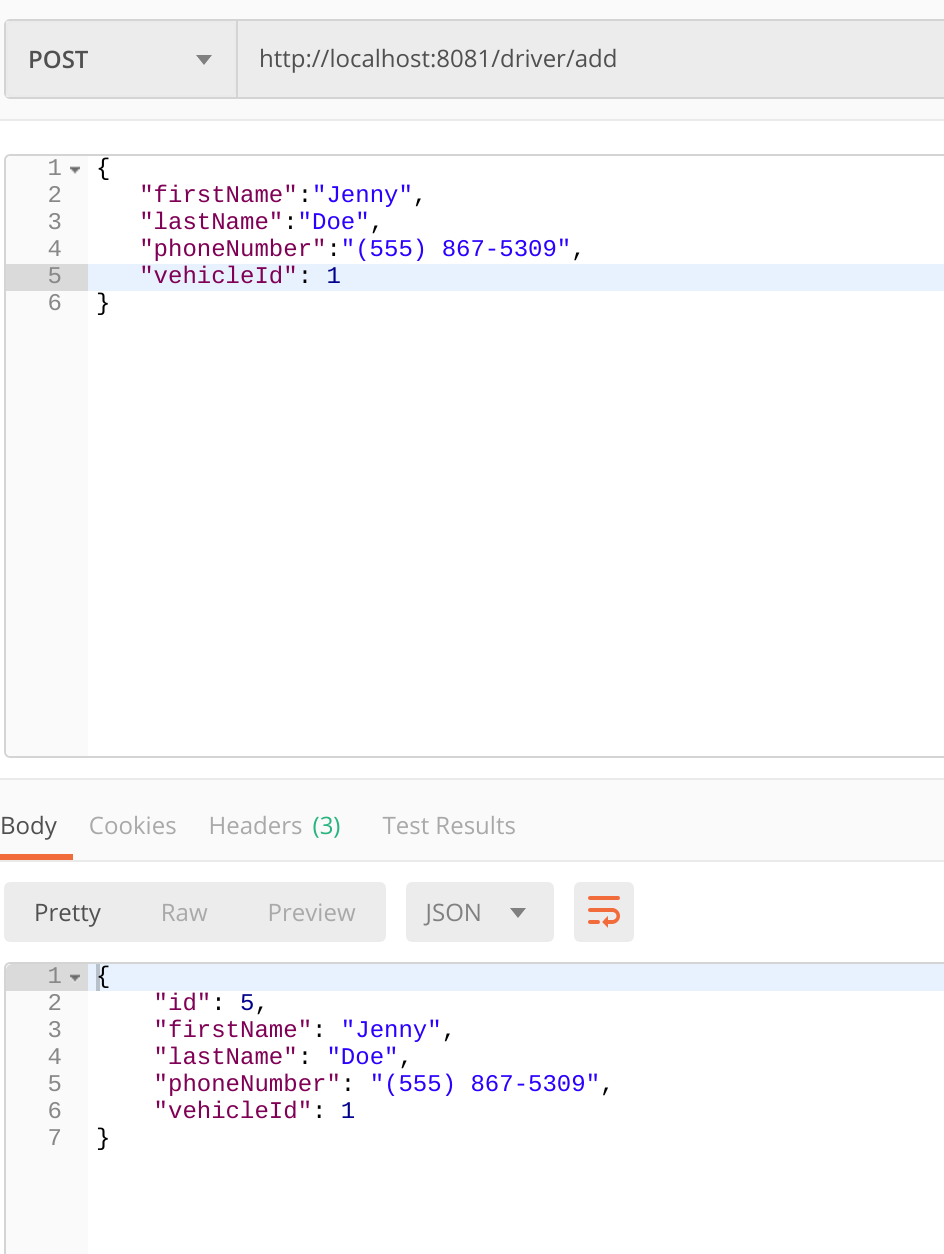 POST http://localhost:8081/driver/add
1 {
2 "firstName":"Jenny",
3 "lastName":"Doe",
4 "phoneNumber":"(555) 867-5309",
5 "vehicleId": 1
6 }
Body Cookies Headers (3) Test Results
Pretty Raw Preview JSON
1 {
2 "id": 5,
3 "firstName": "Jenny",
4 "lastName": "Doe",
5 "phoneNumber": "(555) 867-5309",
6 "vehicleId": 1
7 }